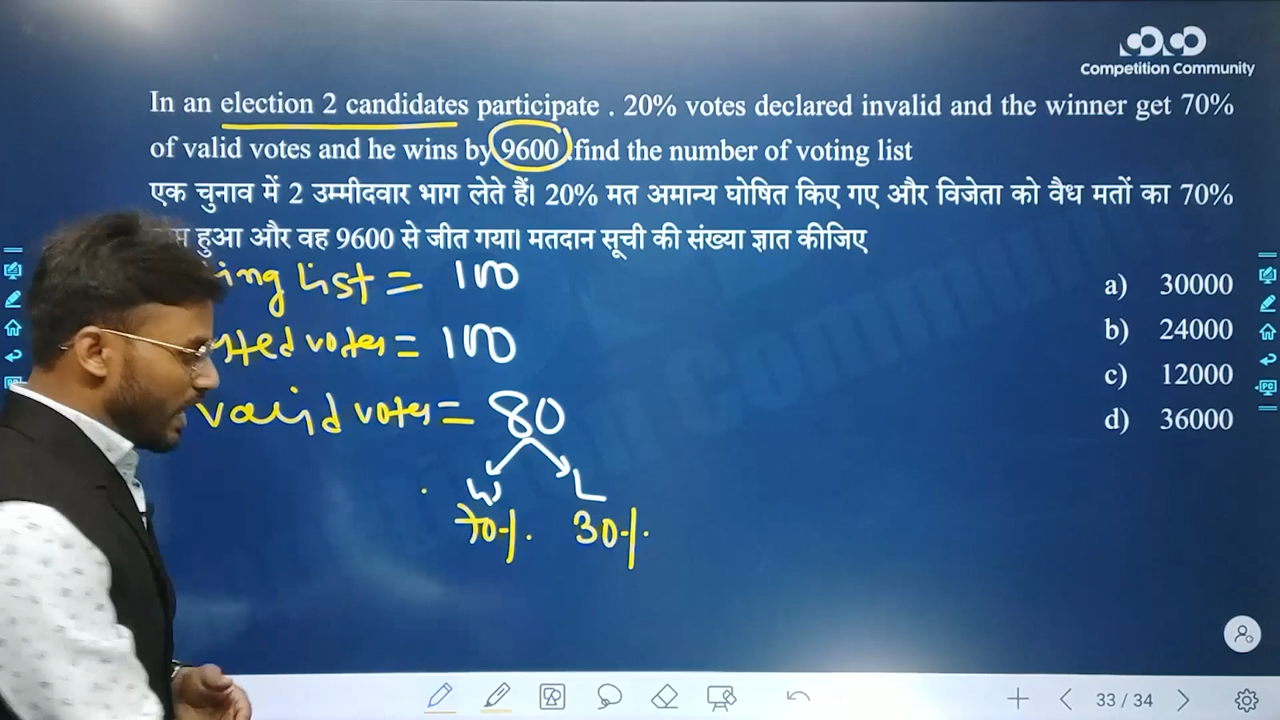 Competition Community
In an election 2 candidates participate . 20% votes declared invalid and the winner get 70%
of valid votes and he wins by 9600 .find the number of voting list
एक चुनाव में 2 उम्मीदवार भाग लेते हैं। 20% मत अमान्य घोषित किए गए और विजेता को वैध मतों का 70%
हुआ और वह 9600 से जीत गया। मतदान सूची की संख्या ज्ञात कीजिए
list = 100
votes = 100
valid votes = 80
W L
70% 30%
a) 30000
b) 24000
c) 12000
d) 36000
33 / 34